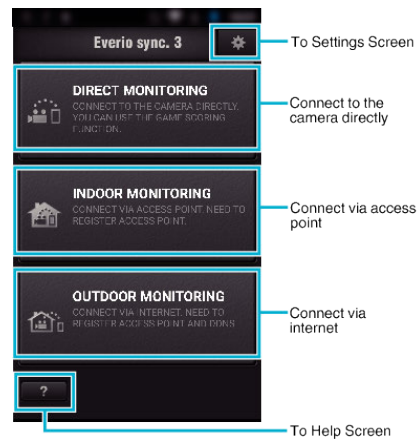 Everio sync. 3
To Settings Screen
DIRECT MONITORING
CONNECT TO THE CAMERA DIRECTLY.
YOU CAN USE THE GAME SCORING
FUNCTION.
Connect to the
camera directly
INDOOR MONITORING
CONNECT VIA ACCESS POINT. NEED TO
REGISTER ACCESS POINT.
Connect via access
point
OUTDOOR MONITORING
CONNECT VIA INTERNET. NEED TO
REGISTER ACCESS POINT AND DDNS
Connect via
internet
?
To Help Screen